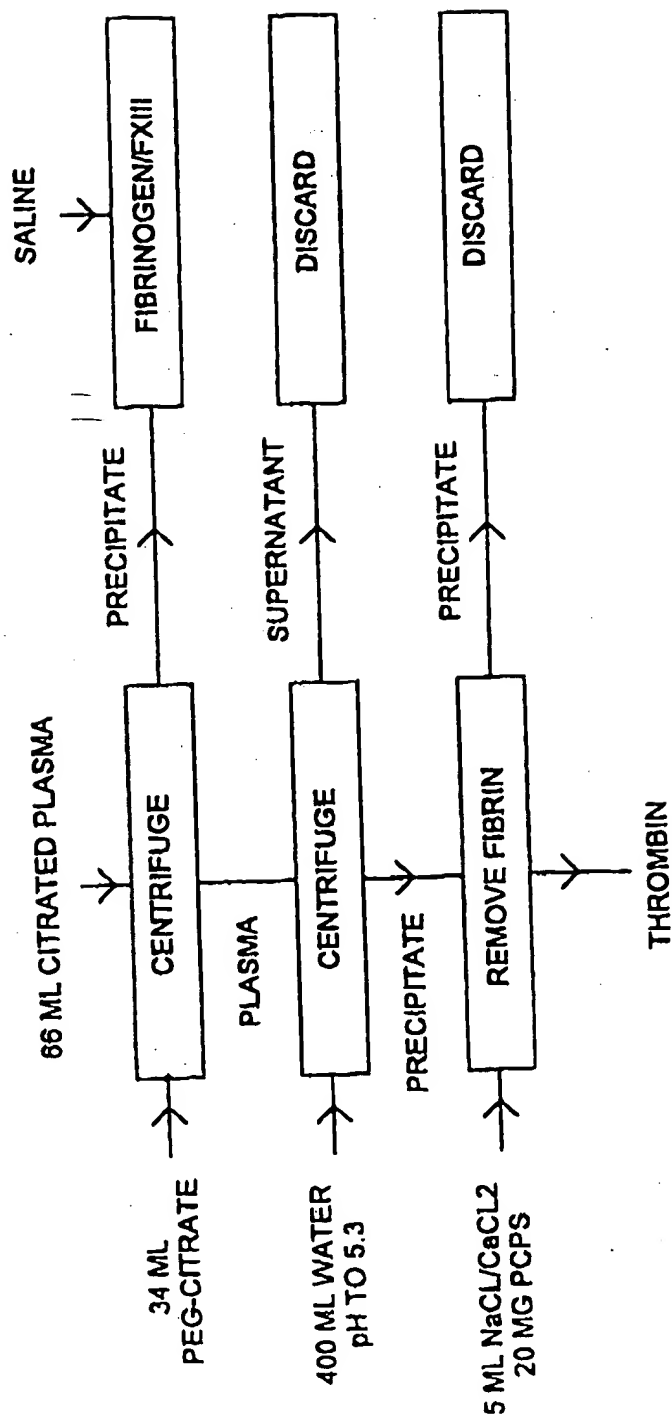 66 ML CITRATED PLASMA
SALINE
34 ML
PEG-CITRATE
CENTRIFUGE
PRECIPITATE
FIBRINOGEN/FXIII
PLASMA
400 ML WATER
pH TO 5.3
CENTRIFUGE
SUPERNATANT
DISCARD
PRECIPITATE
5 ML NaCL/CaCL2
20 MG PCPS
REMOVE FIBRIN
PRECIPITATE
DISCARD
THROMBIN